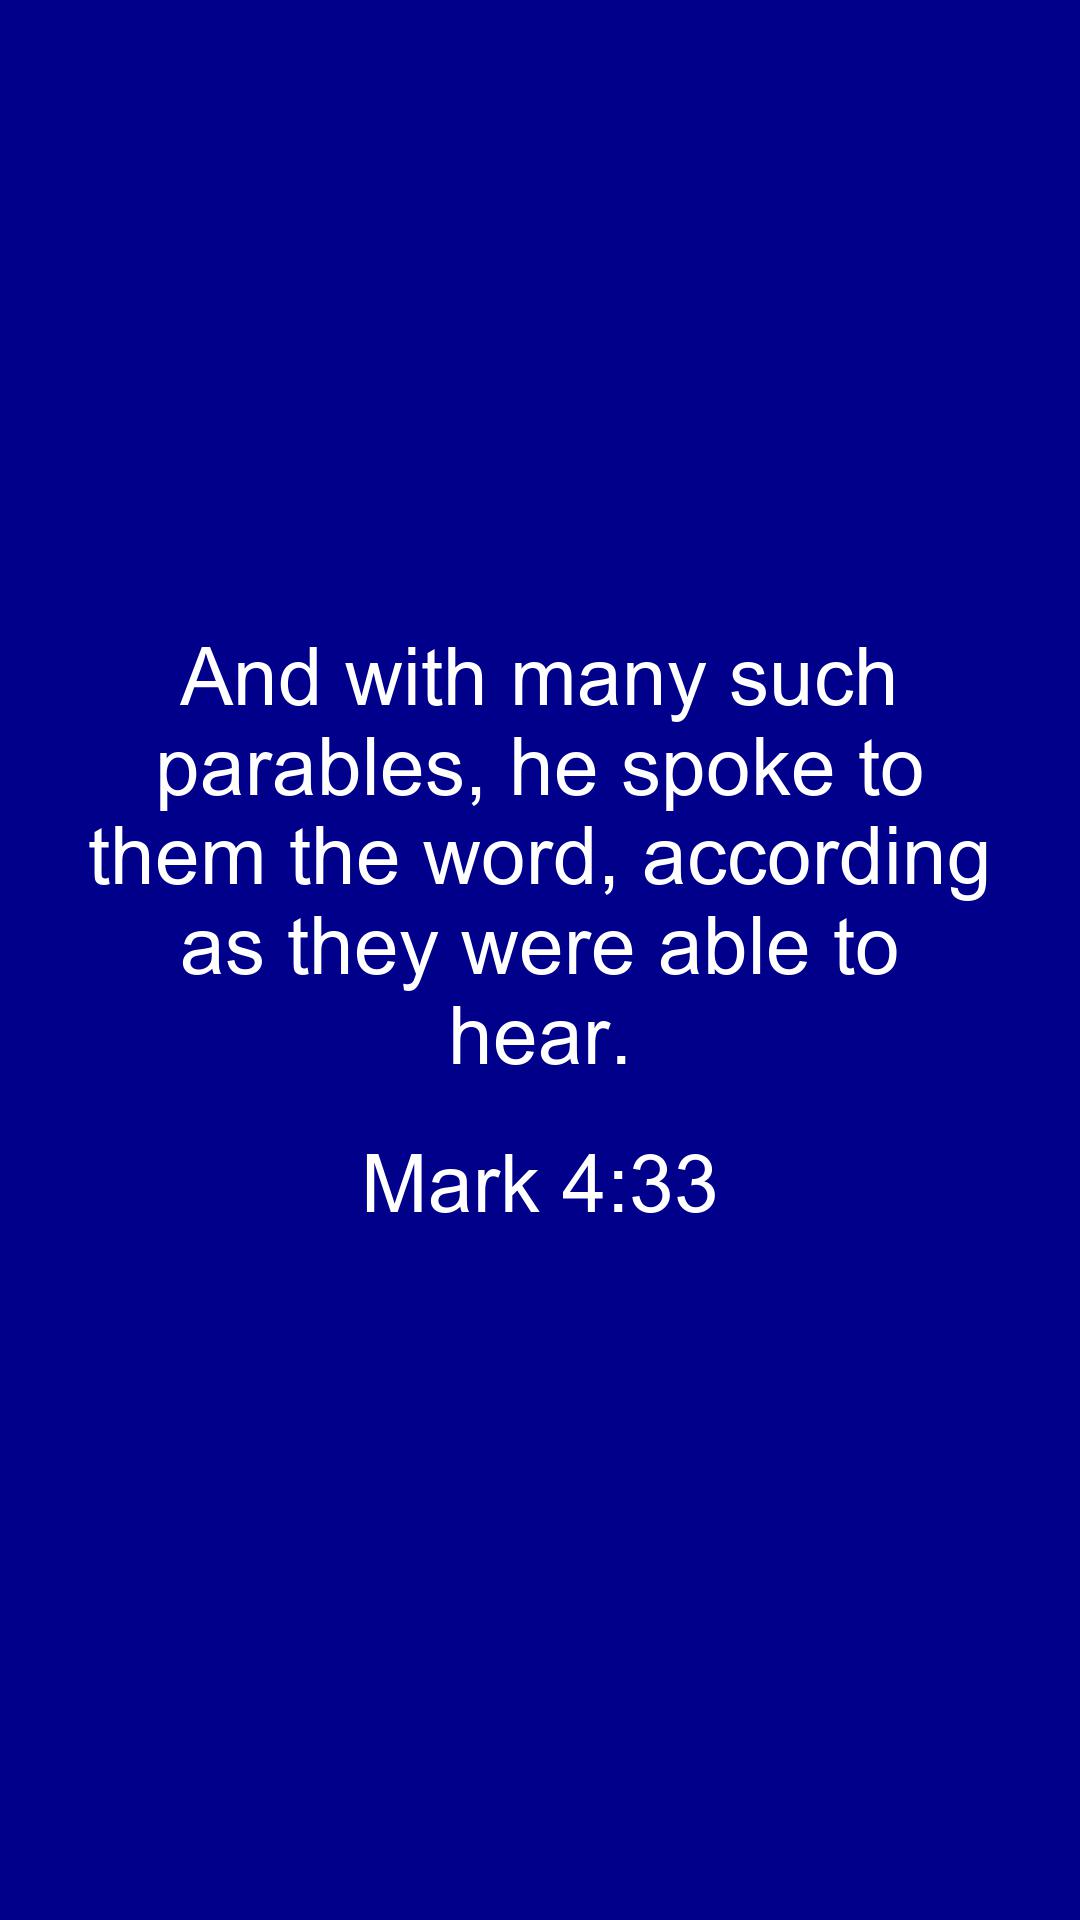 And with many such
parables, he spoke to
them the word, according
as they were able to
hear.
Mark 4:33